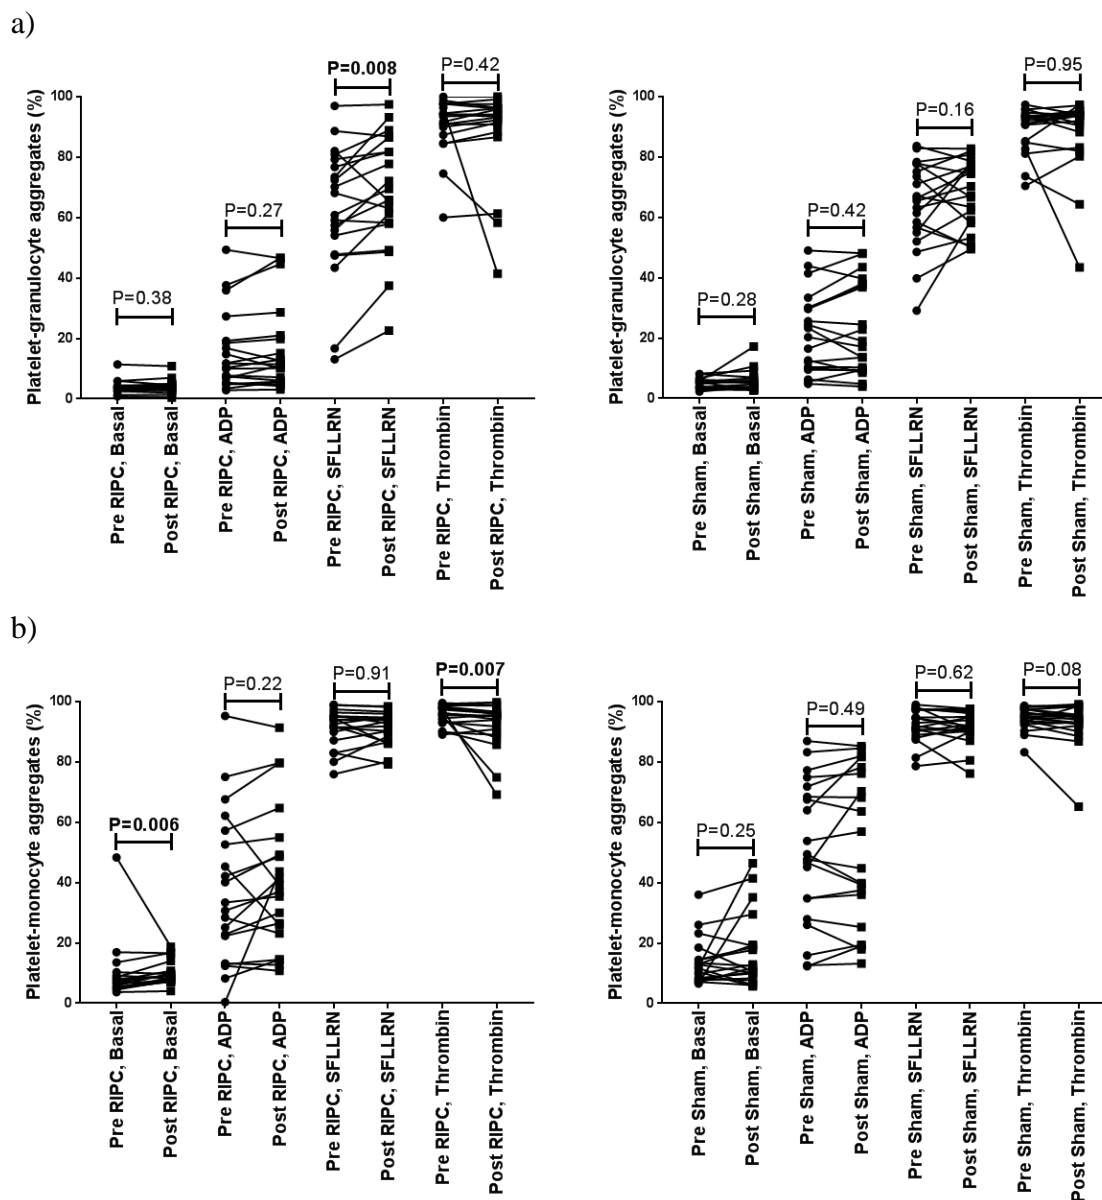 a)
P=0.008
P=0.42
P=0.27
P=0.38
Platelet-granulocyte aggregates (%)
100
80
60
40
20
0
Pre RIPC, Basal
Post RIPC, Basal
Pre RIPC, ADP
Post RIPC, ADP
Pre RIPC, SFLLRN
Post RIPC, SFLLRN
Pre RIPC, Thrombin
Post RIPC, Thrombin
P=0.95
P=0.16
P=0.42
P=0.28
Platelet-granulocyte aggregates (%)
100
80
60
40
20
0
Pre Sham, Basal
Post Sham, Basal
Pre Sham, ADP
Post Sham, ADP
Pre Sham, SFLLRN
Post Sham, SFLLRN
Pre Sham, Thrombin
Post Sham, Thrombin
b)
P=0.91
P=0.007
P=0.22
P=0.006
Platelet-monocyte aggregates (%)
100
80
60
40
20
0
Pre RIPC, Basal
Post RIPC, Basal
Pre RIPC, ADP
Post RIPC, ADP
Pre RIPC, SFLLRN
Post RIPC, SFLLRN
Pre RIPC, Thrombin
Post RIPC, Thrombin
P=0.62
P=0.08
P=0.49
P=0.25
Platelet-monocyte aggregates (%)
100
80
60
40
20
0
Pre Sham, Basal
Post Sham, Basal
Pre Sham, ADP
Post Sham, ADP
Pre Sham, SFLLRN
Post Sham, SFLLRN
Pre Sham, Thrombin
Post Sham, Thrombin